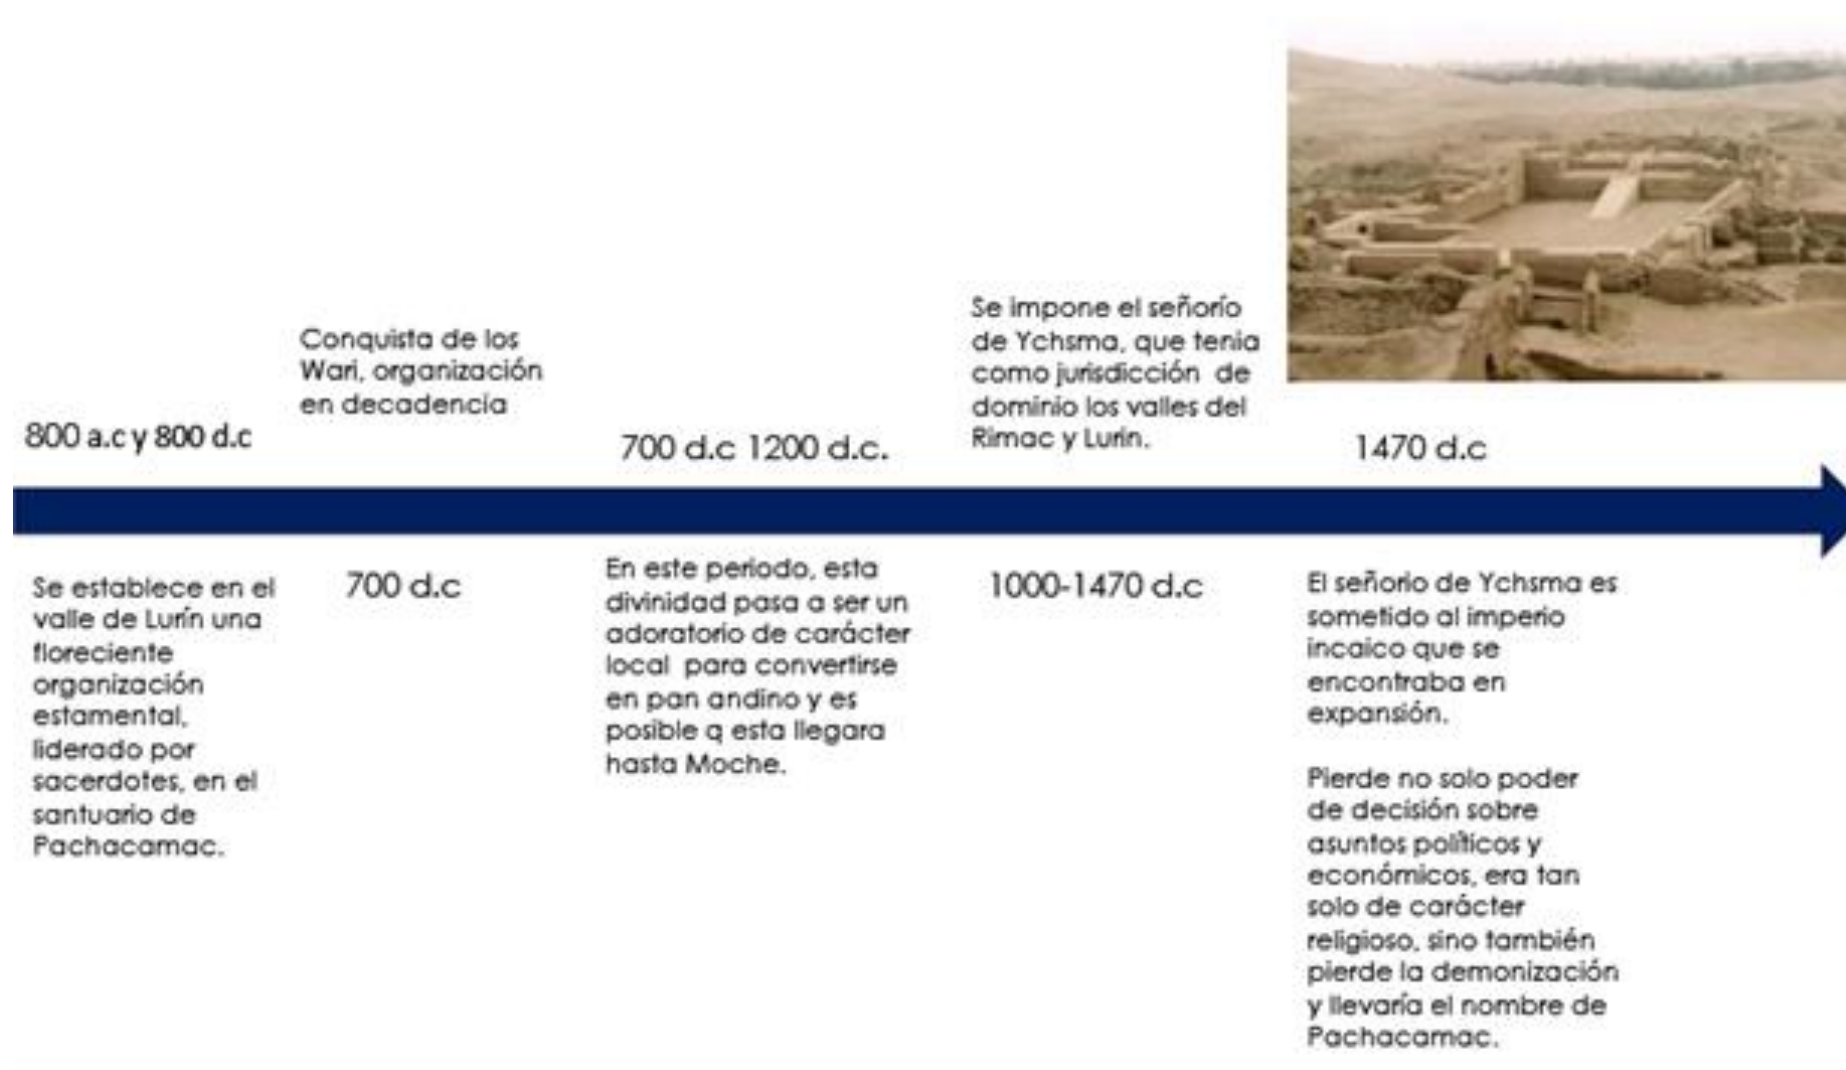 800 a.c y 800 d.c
Se establece en el
valle de Lurín una
floreciente
organización
estamental,
liderado por
sacerdotes, en el
santuario de
Pachacamac.
Conquista de los
Wari, organización
en decadencia
700 d.c
700 d.c 1200 d.c.
En este periodo, esta
divinidad pasa a ser un
adoratorio de carácter
local para convertirse
en pan andino y es
posible q esta llegara
hasta Moche.
Se impone el señorío
de Ychsma, que tenia
como jurisdicción de
dominio los valles del
Rimac y Lurin.
1000-1470 d.c
1470 d.c
El señorio de Ychsma es
sometido al imperio
incaico que se
encontraba en
expansión.
Pierde no solo poder
de decisión sobre
asuntos políticos y
económicos, era tan
solo de carácter
religioso, sino también
pierde la demonización
y llevaría el nombre de
Pachacamac.